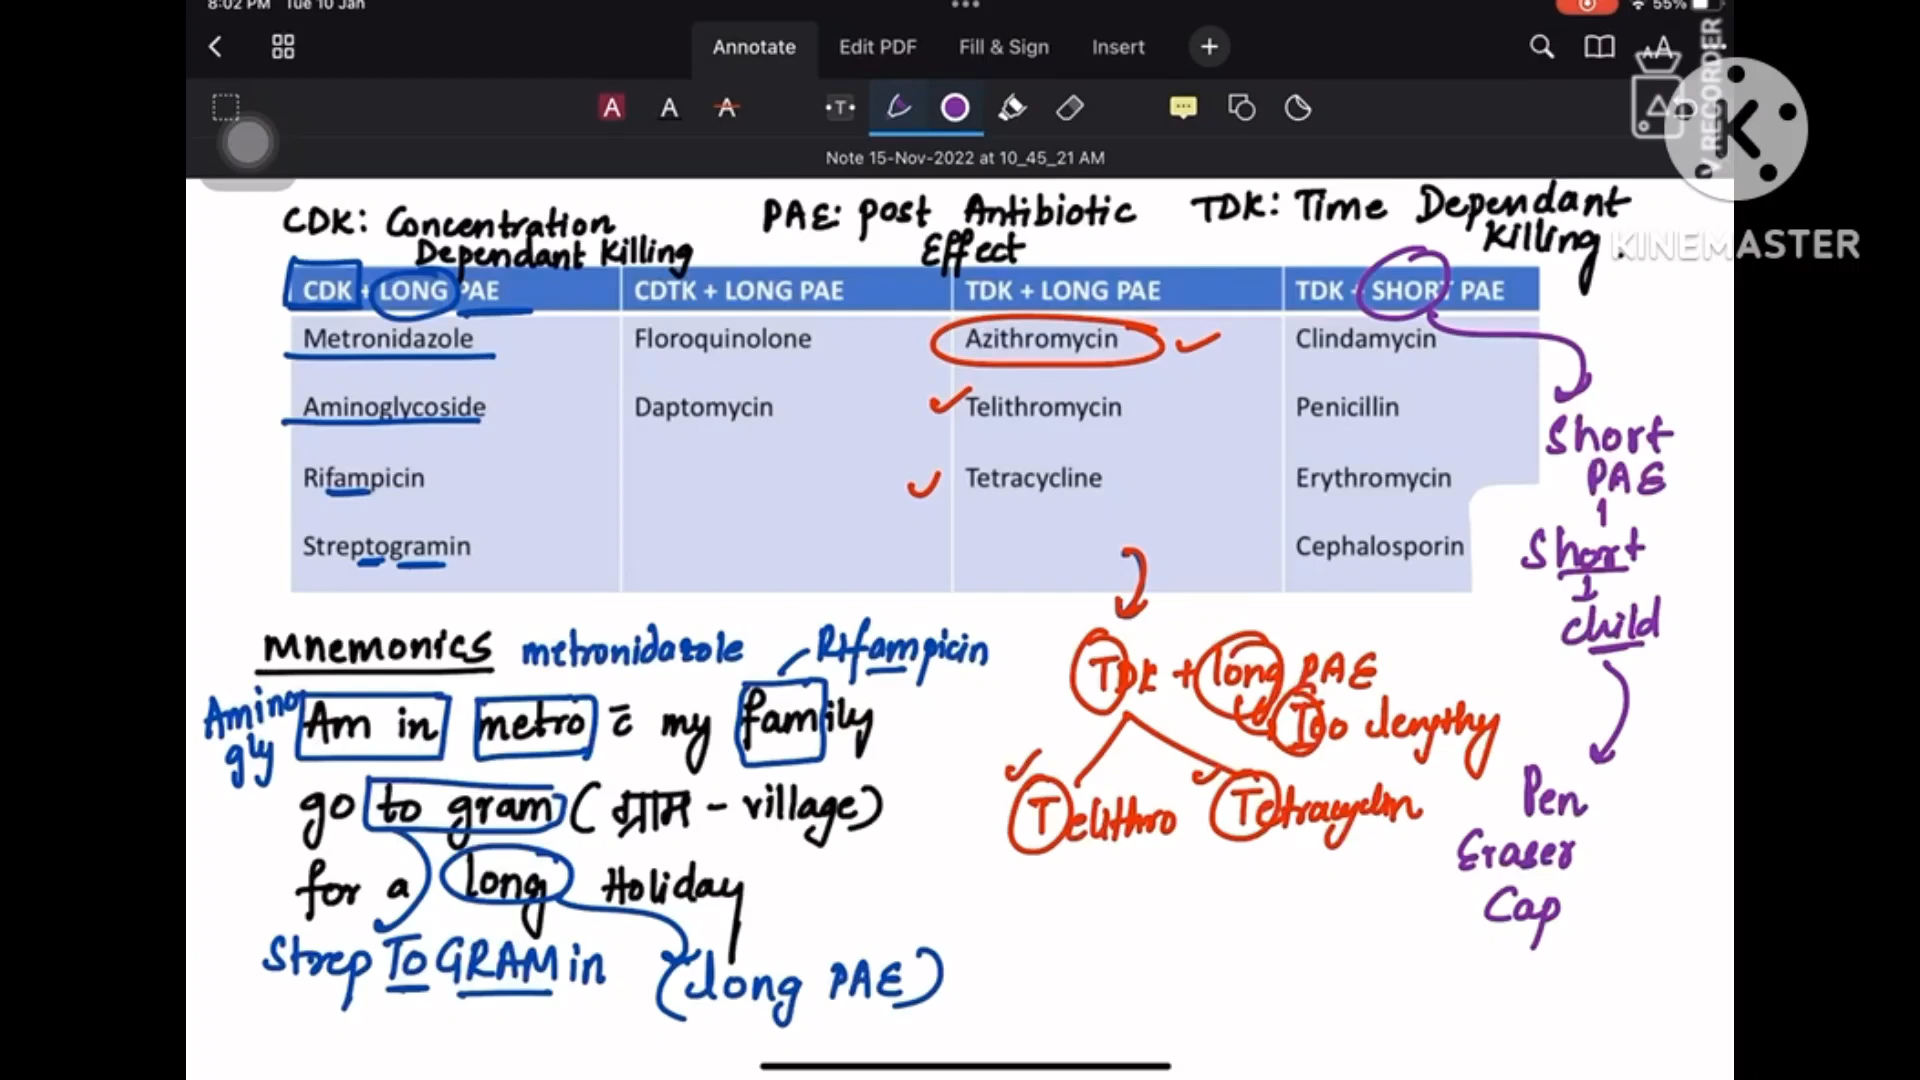 8:02 PM Tue 10 Jan
55%
Annotate Edit PDF Fill & Sign Insert
Note 15-Nov-2022 at 10_45_21 AM
V RECORDER
KINEMASTER
CDK: Concentration
Dependant Killing
PAE: post Antibiotic
Effect
TDK: Time Dependant
Killing.
CDK + LONG PAE CDTK + LONG PAE TDK + LONG PAE TDK + SHORT PAE
Metronidazole Floroquinolone Azithromycin Clindamycin
Aminoglycoside Daptomycin Telithromycin Penicillin
Rifampicin Tetracycline Erythromycin
Streptogramin Cephalosporin
Mnemonics metronidazole Rifampicin
Amino
gly
Am in metro c̄ my family
go to gram (ग्राम - village)
for a long Holiday
StrepTOGRAMin (long PAE)
TDK + long PAE
Too lengthy
Telithro Tetracyclin
Short
PAE
Short
child
Pen
Eraser
Cap